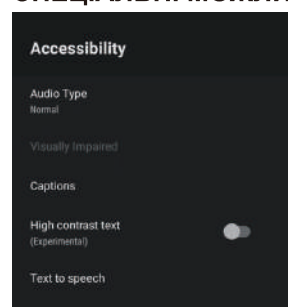 Accessibility
Audio Type
Normal
Visually Impaired
Captions
High contrast text
(Experimental)
Text to speech